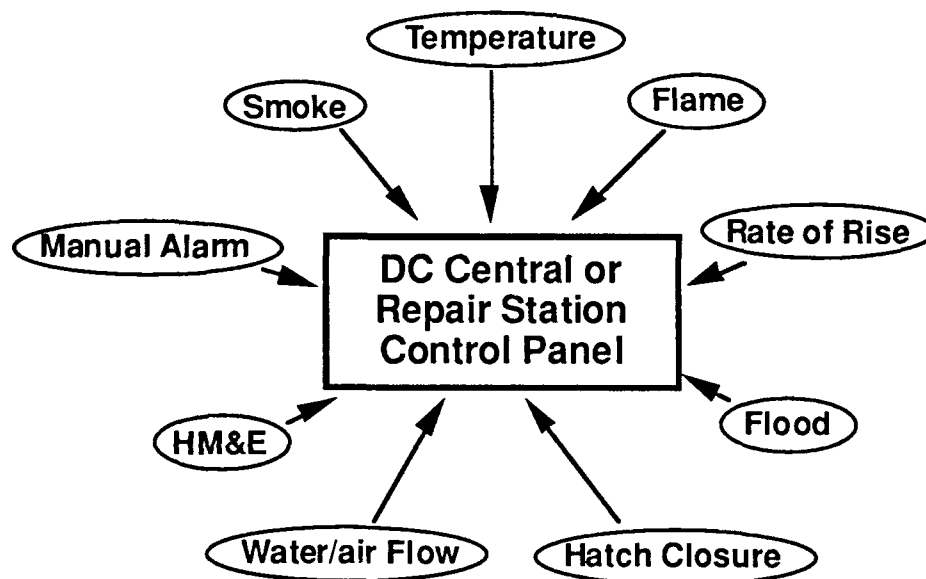 Temperature
Smoke
Flame
Manual Alarm
Rate of Rise
DC Central or
Repair Station
Control Panel
HM&E
Flood
Water/air Flow
Hatch Closure